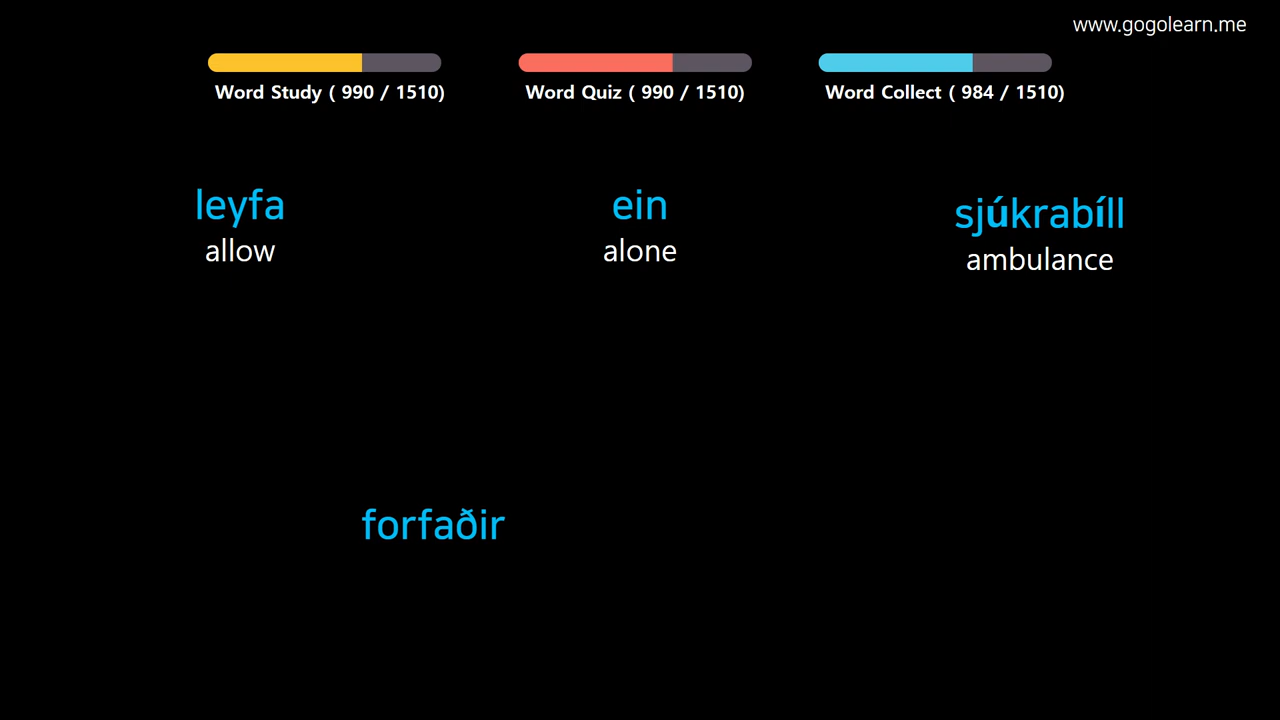 www.gogolearn.me
Word Study ( 990 / 1510)
Word Quiz ( 990 / 1510)
Word Collect ( 984 / 1510)
leyfa
allow
ein
alone
sjúkrabíll
ambulance
forfaðir